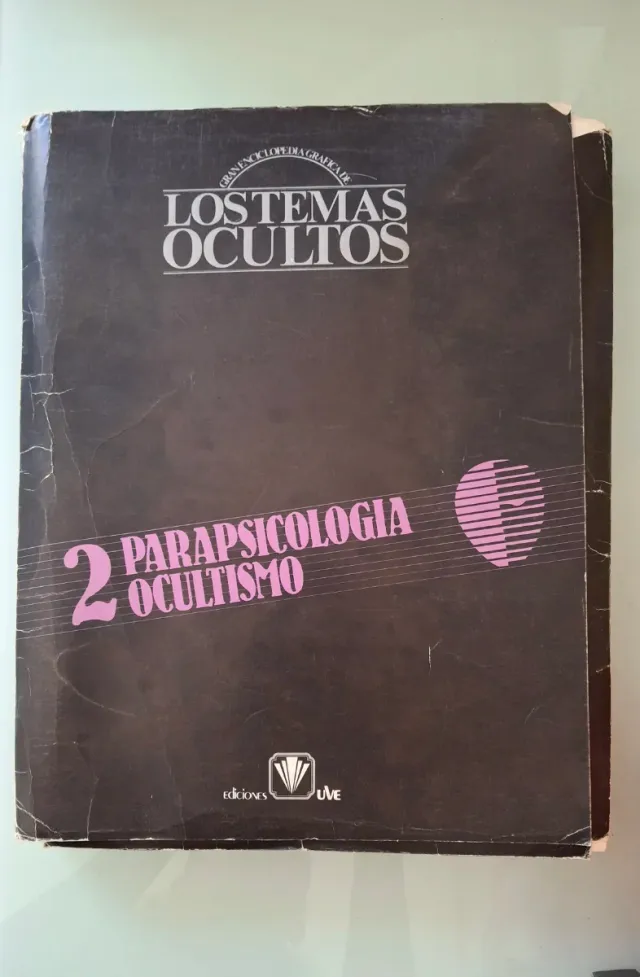 GRAN ENCICLOPEDIA GRAFICA DE
LOS TEMAS
OCULTOS
2 PARAPSICOLOGIA
OCULTISMO
EDICIONES UVE